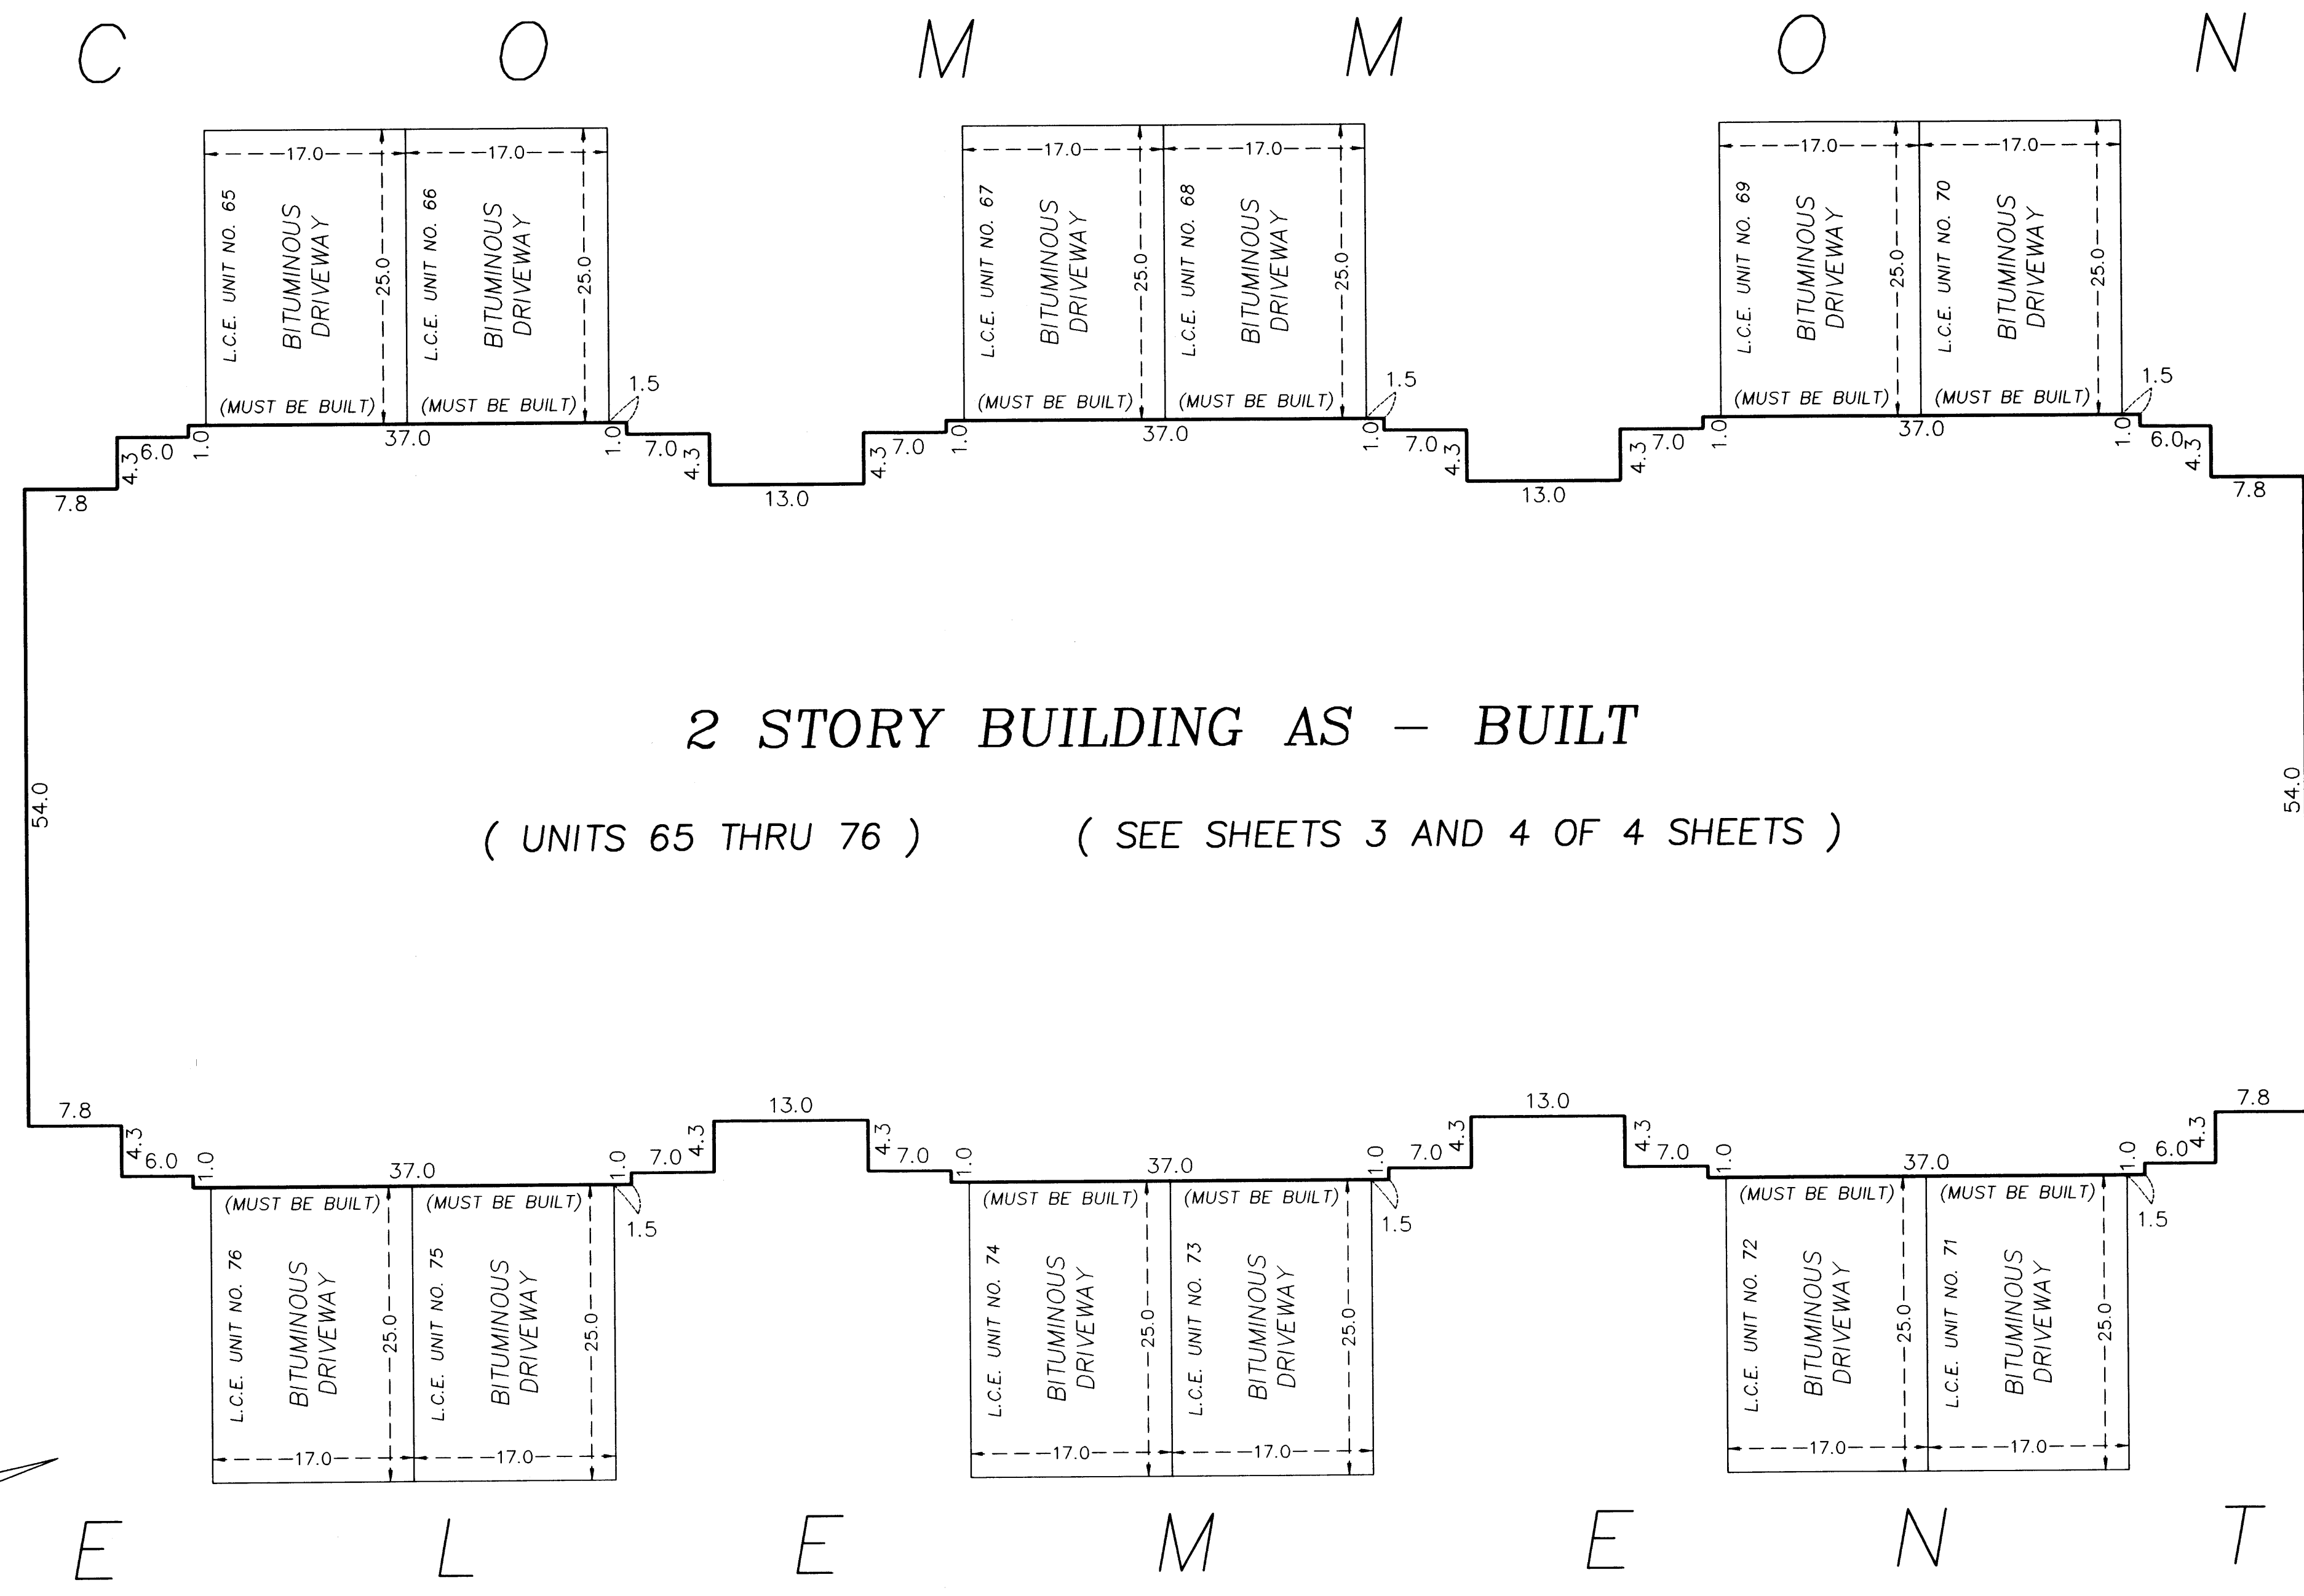 C O M M O N
17.0 17.0 17.0 17.0 17.0 17.0
L.C.E. UNIT NO. 65
BITUMINOUS
DRIVEWAY
25.0
(MUST BE BUILT)
L.C.E. UNIT NO. 66
BITUMINOUS
DRIVEWAY
25.0
(MUST BE BUILT)
1.5
L.C.E. UNIT NO. 67
BITUMINOUS
DRIVEWAY
25.0
(MUST BE BUILT)
L.C.E. UNIT NO. 68
BITUMINOUS
DRIVEWAY
25.0
(MUST BE BUILT)
1.5
L.C.E. UNIT NO. 69
BITUMINOUS
DRIVEWAY
25.0
(MUST BE BUILT)
L.C.E. UNIT NO. 70
BITUMINOUS
DRIVEWAY
25.0
(MUST BE BUILT)
1.5
7.8 4.3 6.0 1.0 37.0 1.0 7.0 4.3 13.0 4.3 7.0 1.0 37.0 1.0 7.0 4.3 13.0 4.3 7.0 1.0 37.0 1.0 6.0 4.3 7.8
2 STORY BUILDING AS – BUILT
54.0
54.0
( UNITS 65 THRU 76 ) ( SEE SHEETS 3 AND 4 OF 4 SHEETS )
7.8 4.3 6.0 1.0 37.0 1.0 7.0 4.3 13.0 4.3 7.0 1.0 37.0 1.0 7.0 4.3 13.0 4.3 7.0 1.0 37.0 1.0 6.0 4.3 7.8
(MUST BE BUILT)
L.C.E. UNIT NO. 76
BITUMINOUS
DRIVEWAY
25.0
(MUST BE BUILT)
L.C.E. UNIT NO. 75
BITUMINOUS
DRIVEWAY
25.0
1.5
(MUST BE BUILT)
L.C.E. UNIT NO. 74
BITUMINOUS
DRIVEWAY
25.0
(MUST BE BUILT)
L.C.E. UNIT NO. 73
BITUMINOUS
DRIVEWAY
25.0
1.5
(MUST BE BUILT)
L.C.E. UNIT NO. 72
BITUMINOUS
DRIVEWAY
25.0
(MUST BE BUILT)
L.C.E. UNIT NO. 71
BITUMINOUS
DRIVEWAY
25.0
1.5
17.0 17.0 17.0 17.0 17.0 17.0
E L E M E N T